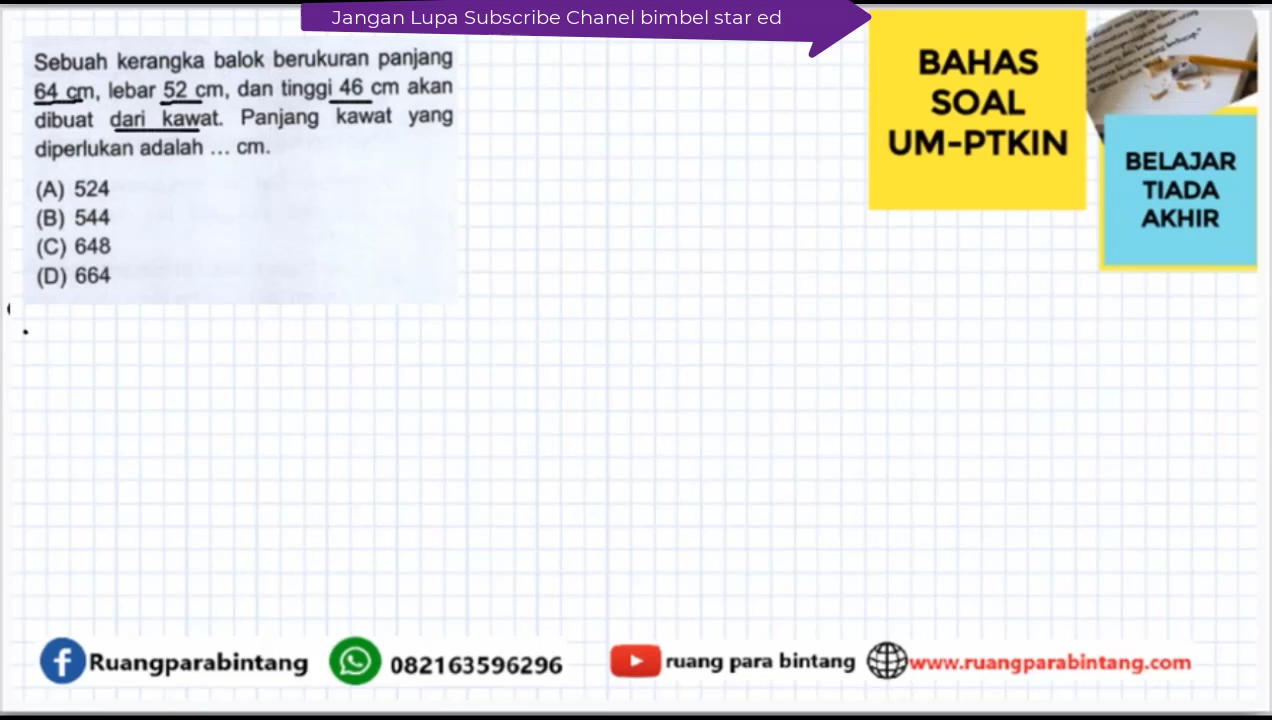 Jangan Lupa Subscribe Chanel bimbel star ed
Sebuah kerangka balok berukuran panjang
64 cm, lebar 52 cm, dan tinggi 46 cm akan
dibuat dari kawat. Panjang kawat yang
diperlukan adalah ... cm.
(A) 524
(B) 544
(C) 648
(D) 664
BAHAS
SOAL
UM-PTKIN
BELAJAR
TIADA
AKHIR
Ruangparabintang
082163596296
ruang para bintang
www.ruangparabintang.com